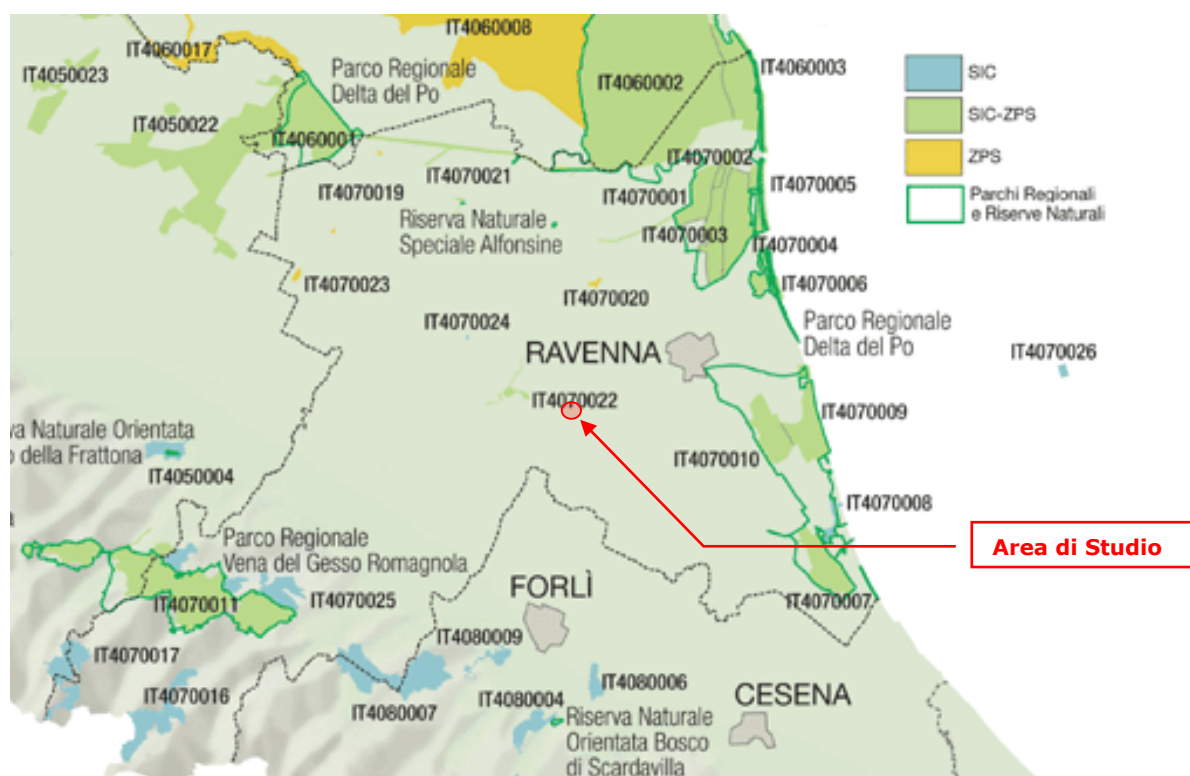 IT4060008
IT4060017
IT4050023
Parco Regionale
Delta del Po
IT4060003
IT4060002
SIC
IT4050022
SIC-ZPS
IT4060001
IT4070002
ZPS
IT4070021
IT4070019
IT4070001
IT4070005
Parchi Regionali
e Riserve Naturali
Riserva Naturale
Speciale Alfonsine
IT4070003
IT4070004
IT4070023
IT4070020
IT4070006
IT4070024
Parco Regionale
Delta del Po
RAVENNA
IT4070026
IT4070022
IT4070009
va Naturale Orientata
o della Frattona
IT4050004
IT4070010
IT4070008
Parco Regionale
Vena del Gesso Romagnola
Area di Studio
FORLÌ
IT4070011
IT4070025
IT4070007
IT4080009
IT4070017
IT4070016
IT4080007
IT4080004
IT4080006
CESENA
Riserva Naturale
Orientata Bosco
di Scardavilla